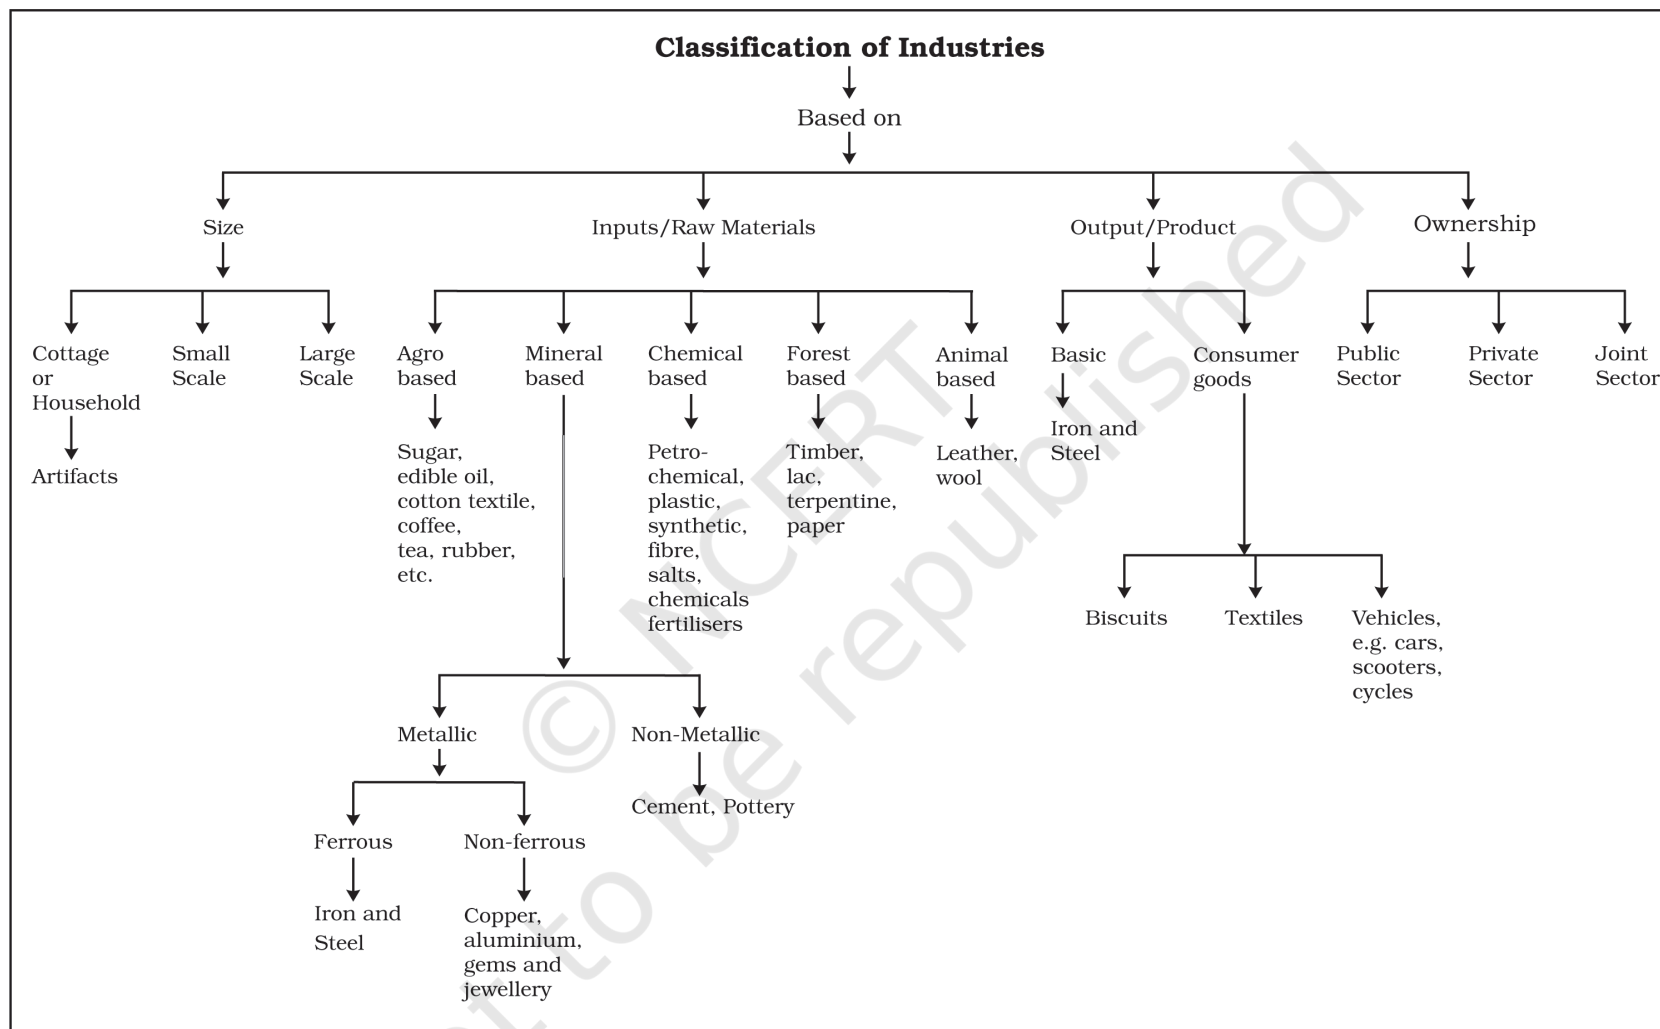 Classification of Industries
Based on
Size
Inputs/Raw Materials
Output/Product
Ownership
Cottage
or
Household
Small
Scale
Large
Scale
Agro
based
Mineral
based
Chemical
based
Forest
based
Animal
based
Basic
Consumer
goods
Public
Sector
Private
Sector
Joint
Sector
Artifacts
Sugar,
edible oil,
cotton textile,
coffee,
tea, rubber,
etc.
Petro-
chemical,
plastic,
synthetic,
fibre,
salts,
chemicals
fertilisers
Timber,
lac,
terpentine,
paper
Leather,
wool
Iron and
Steel
Biscuits
Textiles
Vehicles,
e.g. cars,
scooters,
cycles
Metallic
Non-Metallic
Cement, Pottery
Ferrous
Non-ferrous
Iron and
Steel
Copper,
aluminium,
gems and
jewellery
© NCERT
to be republished